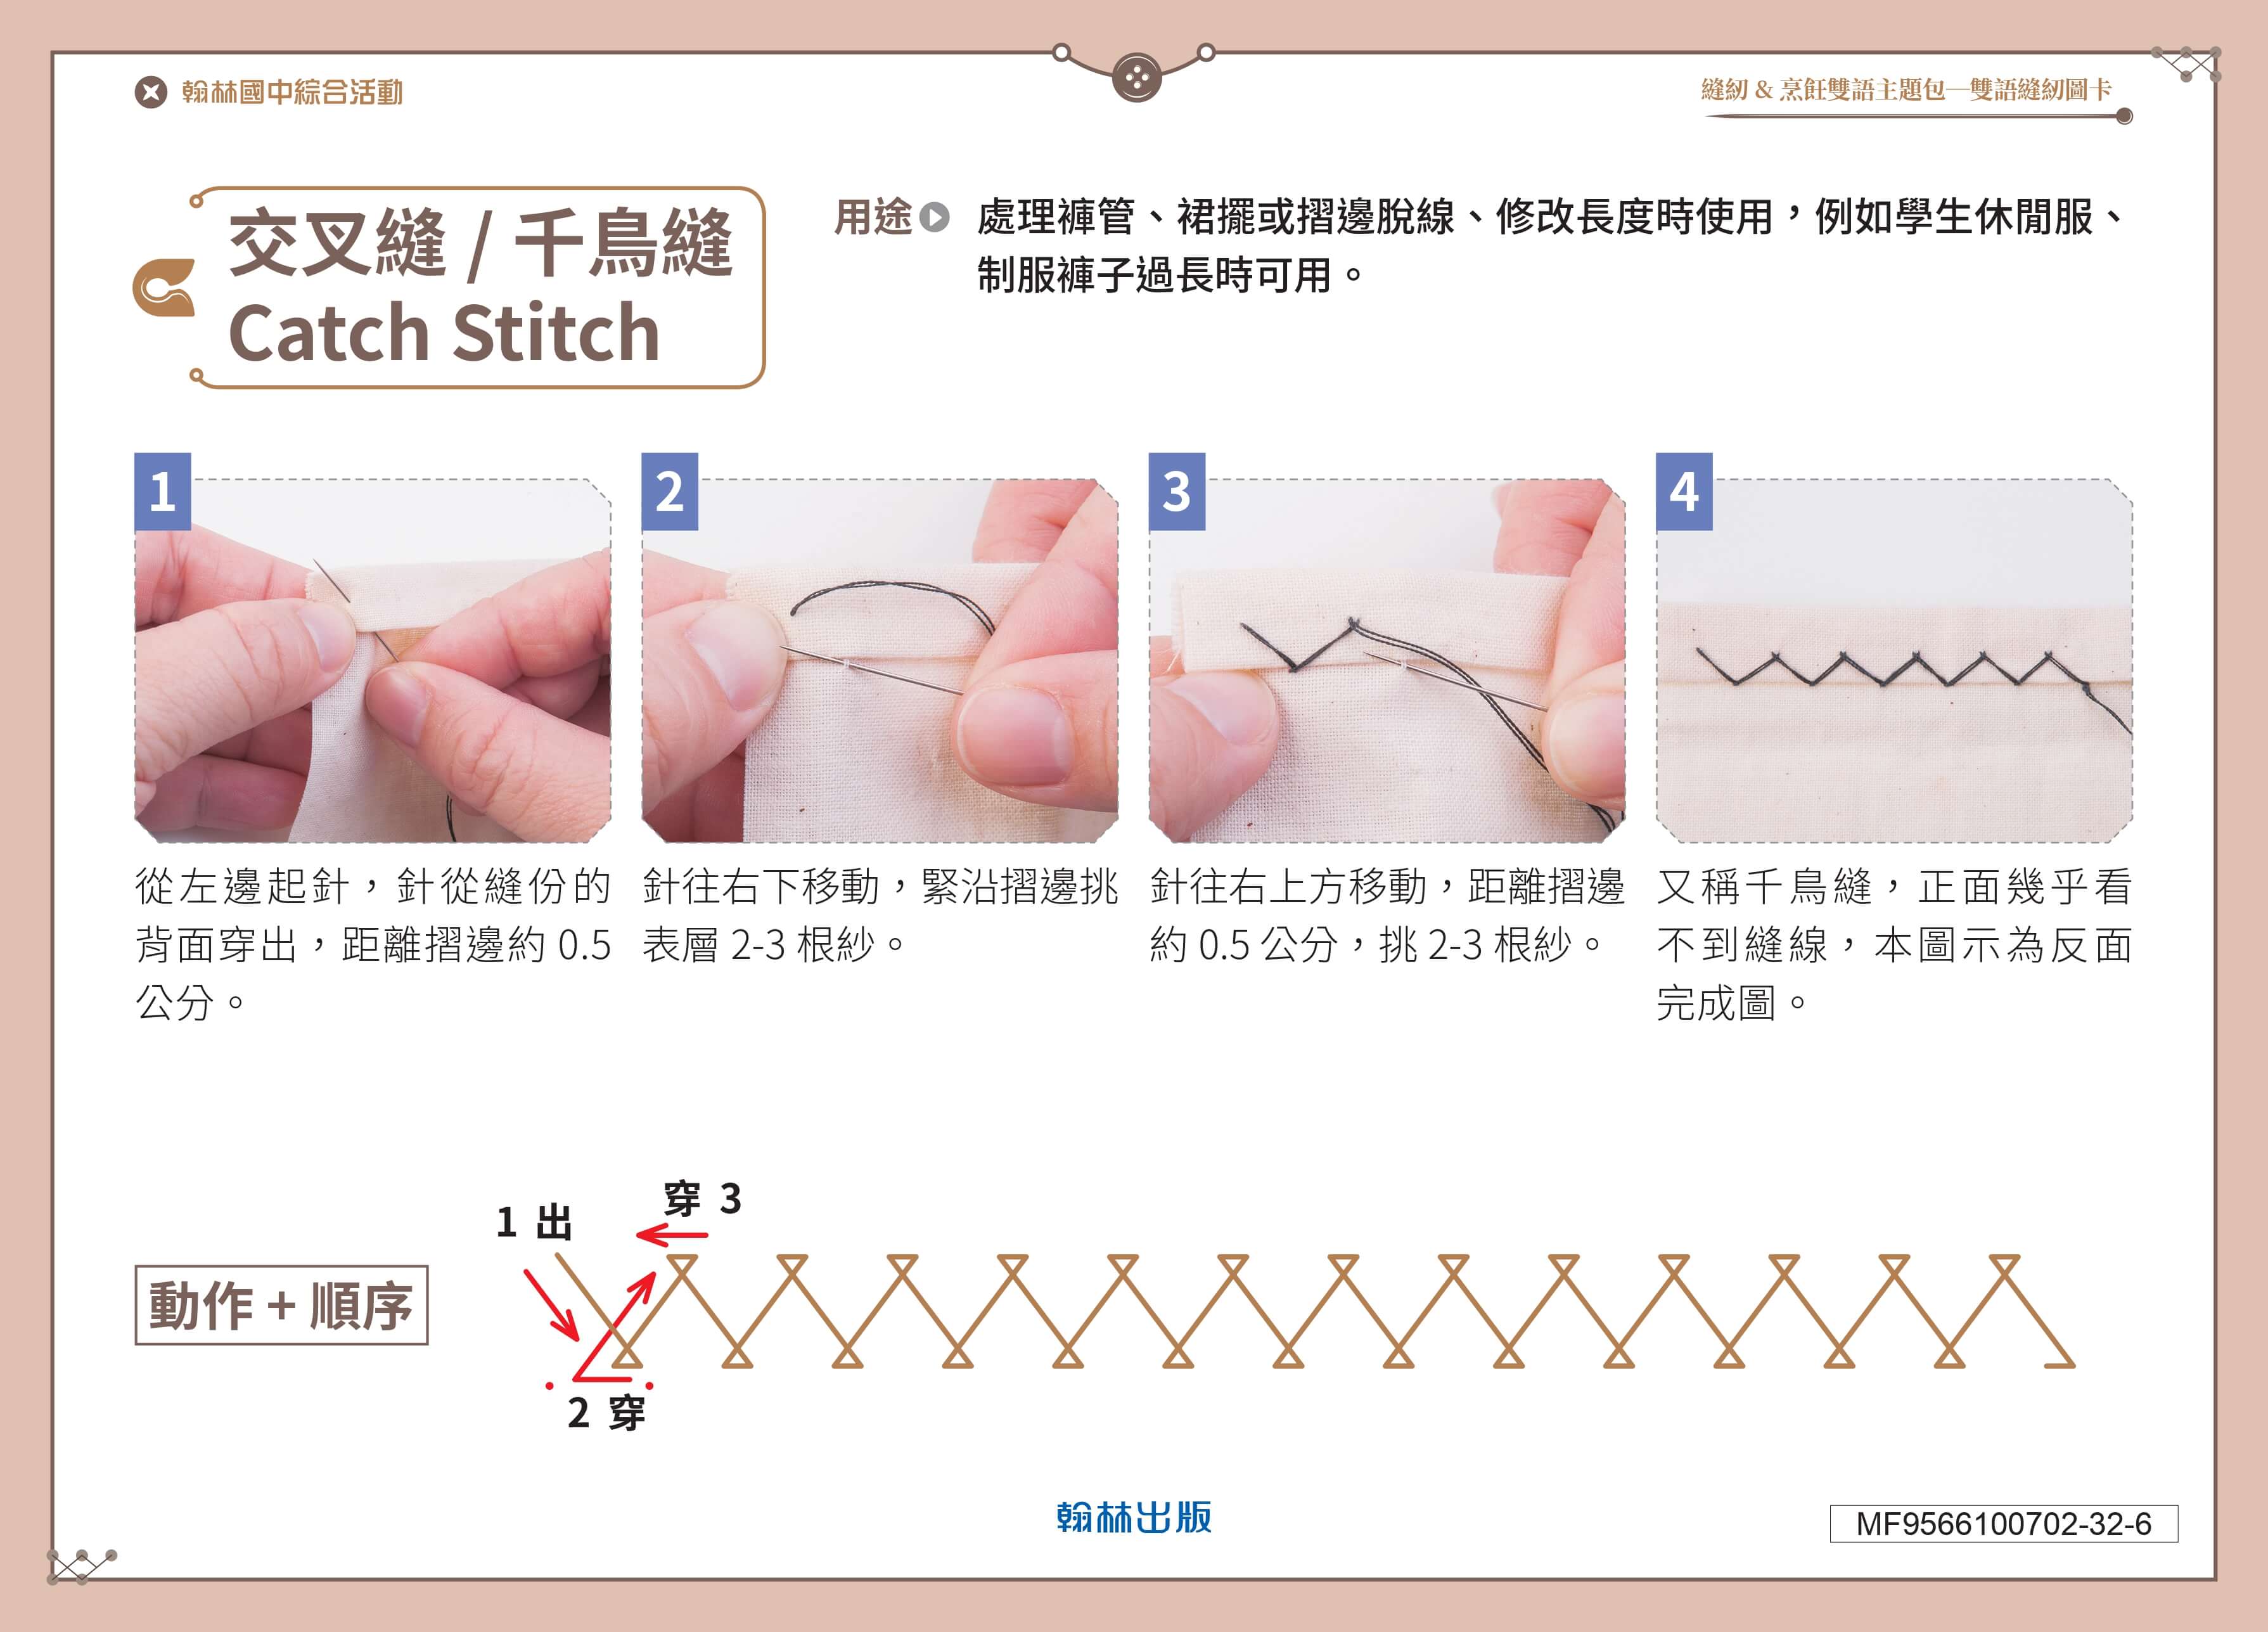 翰林國中綜合活動
縫紉 & 烹飪雙語主題包─雙語縫紉圖卡
交叉縫 / 千鳥縫
Catch Stitch
用途 處理褲管、裙擺或摺邊脫線、修改長度時使用，例如學生休閒服、
制服褲子過長時可用。
1
從左邊起針，針從縫份的
背面穿出，距離摺邊約 0.5
公分。
2
針往右下移動，緊沿摺邊挑
表層 2-3 根紗。
3
針往右上方移動，距離摺邊
約 0.5 公分，挑 2-3 根紗。
4
又稱千鳥縫，正面幾乎看
不到縫線，本圖示為反面
完成圖。
動作 + 順序
1 出
穿 3
2 穿
翰林出版
MF9566100702-32-6